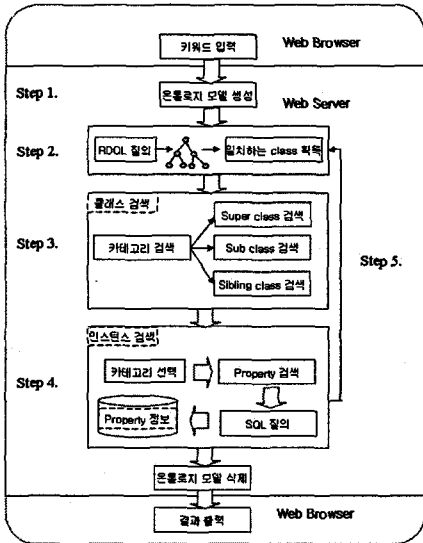 키워드 입력
Web Browser
Step 1.
온톨로지 모델 생성
Web Server
Step 2.
RDQL 질의
일치하는 class 획득
클래스 검색
Step 3.
카테고리 검색
Super class 검색
Sub class 검색
Sibling class 검색
Step 5.
인스턴스 검색
Step 4.
카테고리 선택
Property 검색
Property 정보
SQL 질의
온톨로지 모델 삭제
결과 출력
Web Browser